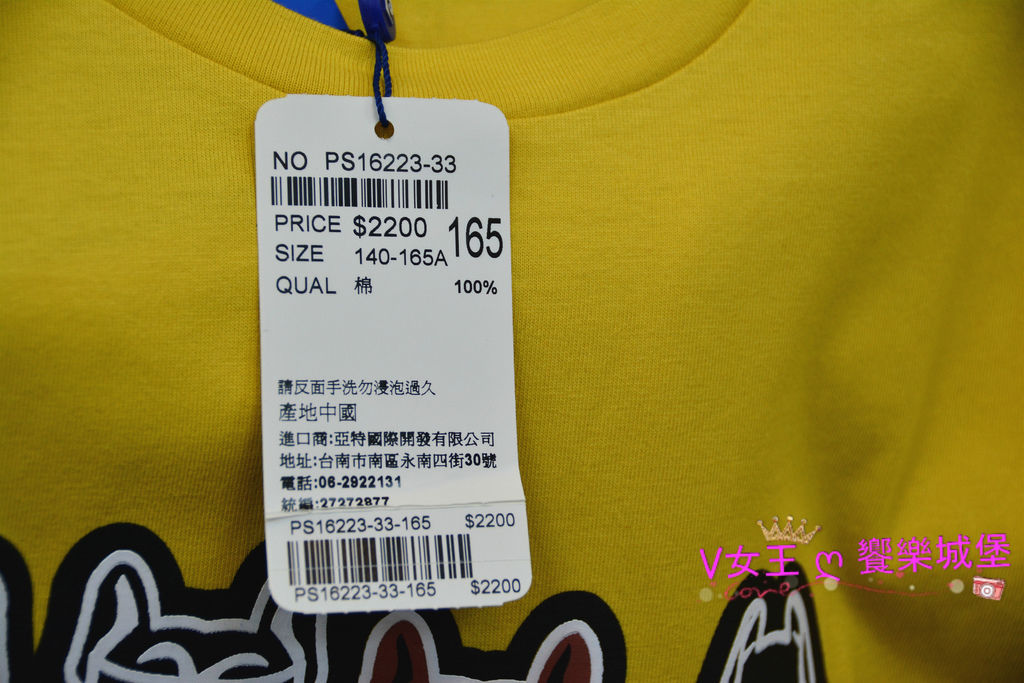 NO PS16223-33
PRICE $2200
165
SIZE 140-165A
QUAL 棉 100%
請反面手洗勿浸泡過久
產地中國
進口商:亞特國際開發有限公司
地址:台南市南區永南四街30號
電話:06-2922131
統編:27272877
PS16223-33-165 $2200
PS16223-33-165 $2200
V女王 ღ 饗樂城堡
Love